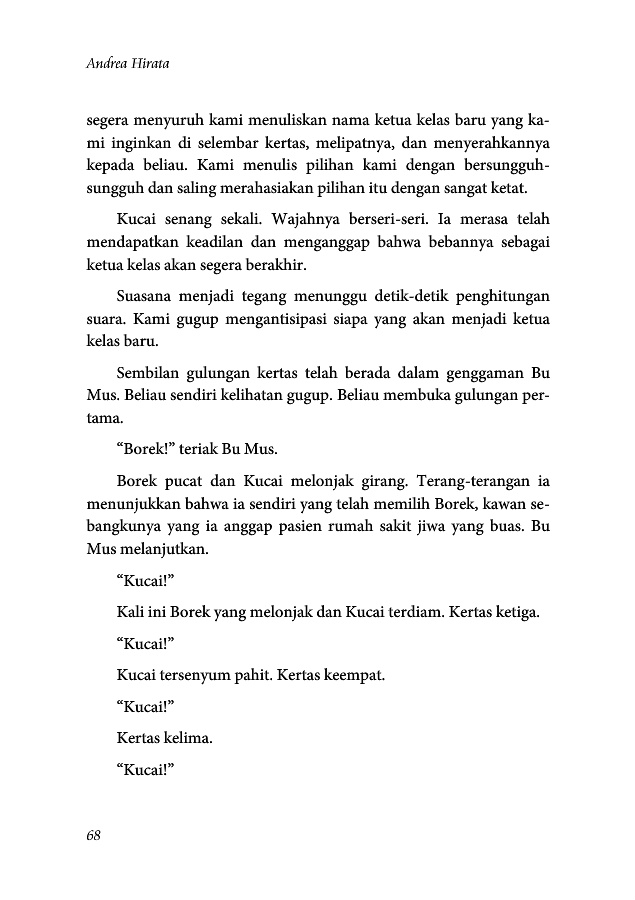 Andrea Hirata
segera menyuruh kami menuliskan nama ketua kelas baru yang ka-
mi inginkan di selembar kertas, melipatnya, dan menyerahkannya
kepada beliau. Kami menulis pilihan kami dengan bersungguh-
sungguh dan saling merahasiakan pilihan itu dengan sangat ketat.
Kucai senang sekali. Wajahnya berseri-seri. Ia merasa telah
mendapatkan keadilan dan menganggap bahwa bebannya sebagai
ketua kelas akan segera berakhir.
Suasana menjadi tegang menunggu detik-detik penghitungan
suara. Kami gugup mengantisipasi siapa yang akan menjadi ketua
kelas baru.
Sembilan gulungan kertas telah berada dalam genggaman Bu
Mus. Beliau sendiri kelihatan gugup. Beliau membuka gulungan per-
tama.
“Borek!” teriak Bu Mus.
Borek pucat dan Kucai melonjak girang. Terang-terangan ia
menunjukkan bahwa ia sendiri yang telah memilih Borek, kawan se-
bangkunya yang ia anggap pasien rumah sakit jiwa yang buas. Bu
Mus melanjutkan.
“Kucai!”
Kali ini Borek yang melonjak dan Kucai terdiam. Kertas ketiga.
“Kucai!”
Kucai tersenyum pahit. Kertas keempat.
“Kucai!”
Kertas kelima.
“Kucai!”
68